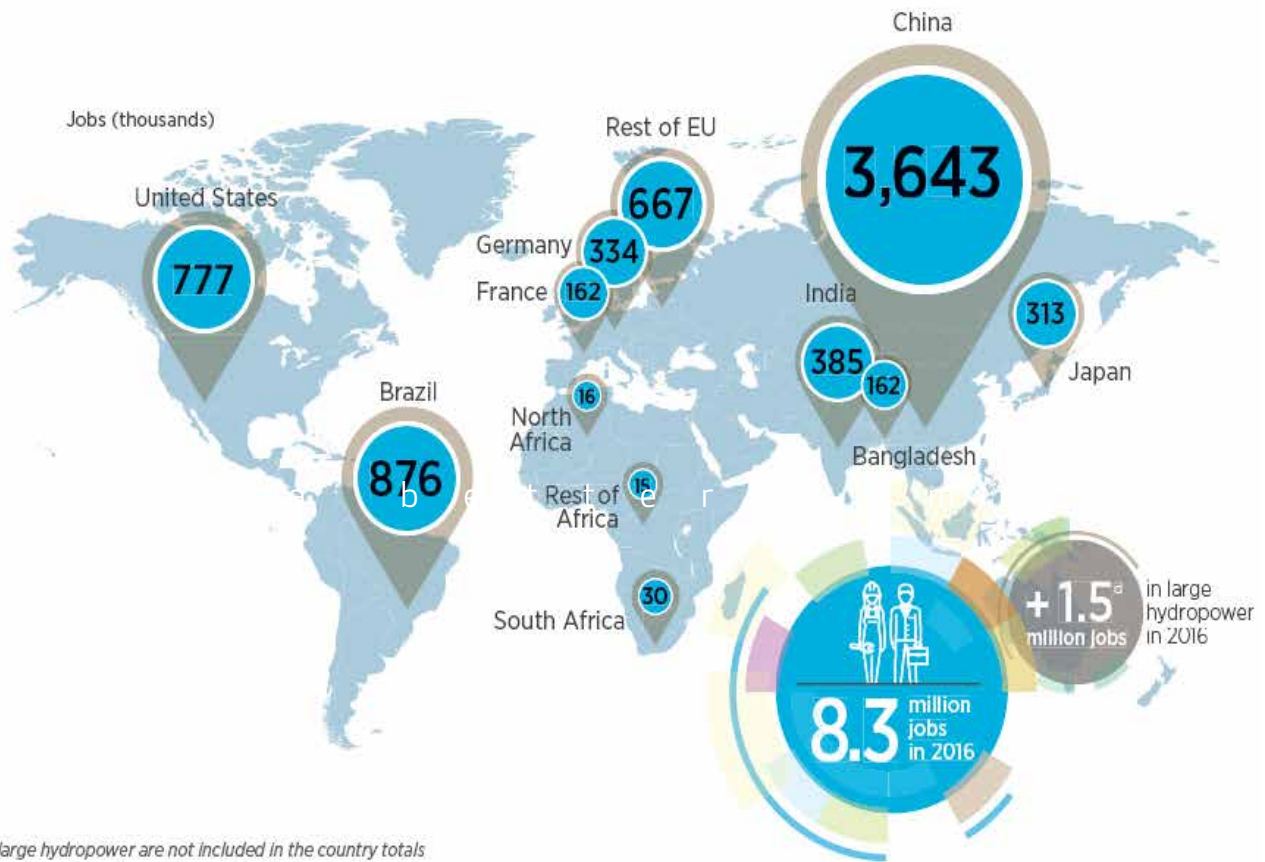 China
Jobs (thousands)
Rest of EU
3,643
United States
667
Germany
334
777
France
162
India
313
385
162
Japan
Brazil
16
North
Africa
Bangladesh
876
15
Rest of
Africa
b e t t e r m
30
South Africa
+ 1.5d
million jobs
in large
hydropower
in 2016
8.3
million
jobs
in 2016
large hydropower are not included in the country totals